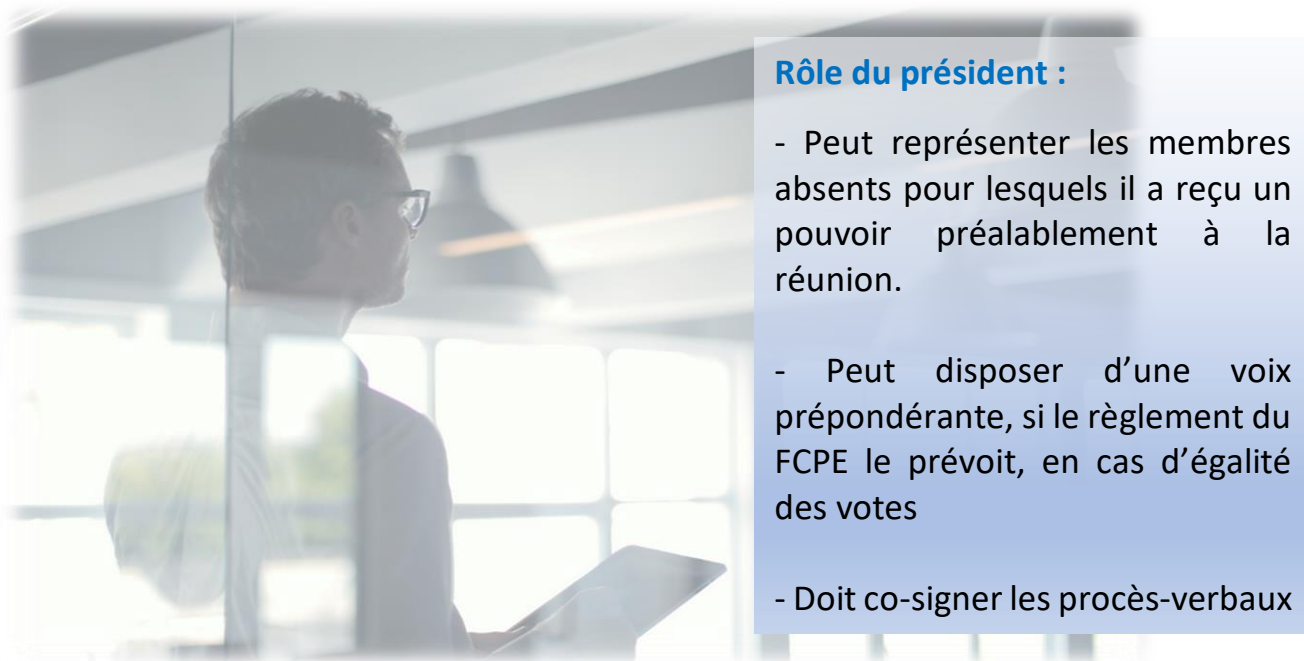 Rôle du président :
- Peut représenter les membres
absents pour lesquels il a reçu un
pouvoir préalablement à la
réunion.
- Peut disposer d’une voix
prépondérante, si le règlement du
FCPE le prévoit, en cas d’égalité
des votes
- Doit co-signer les procès-verbaux